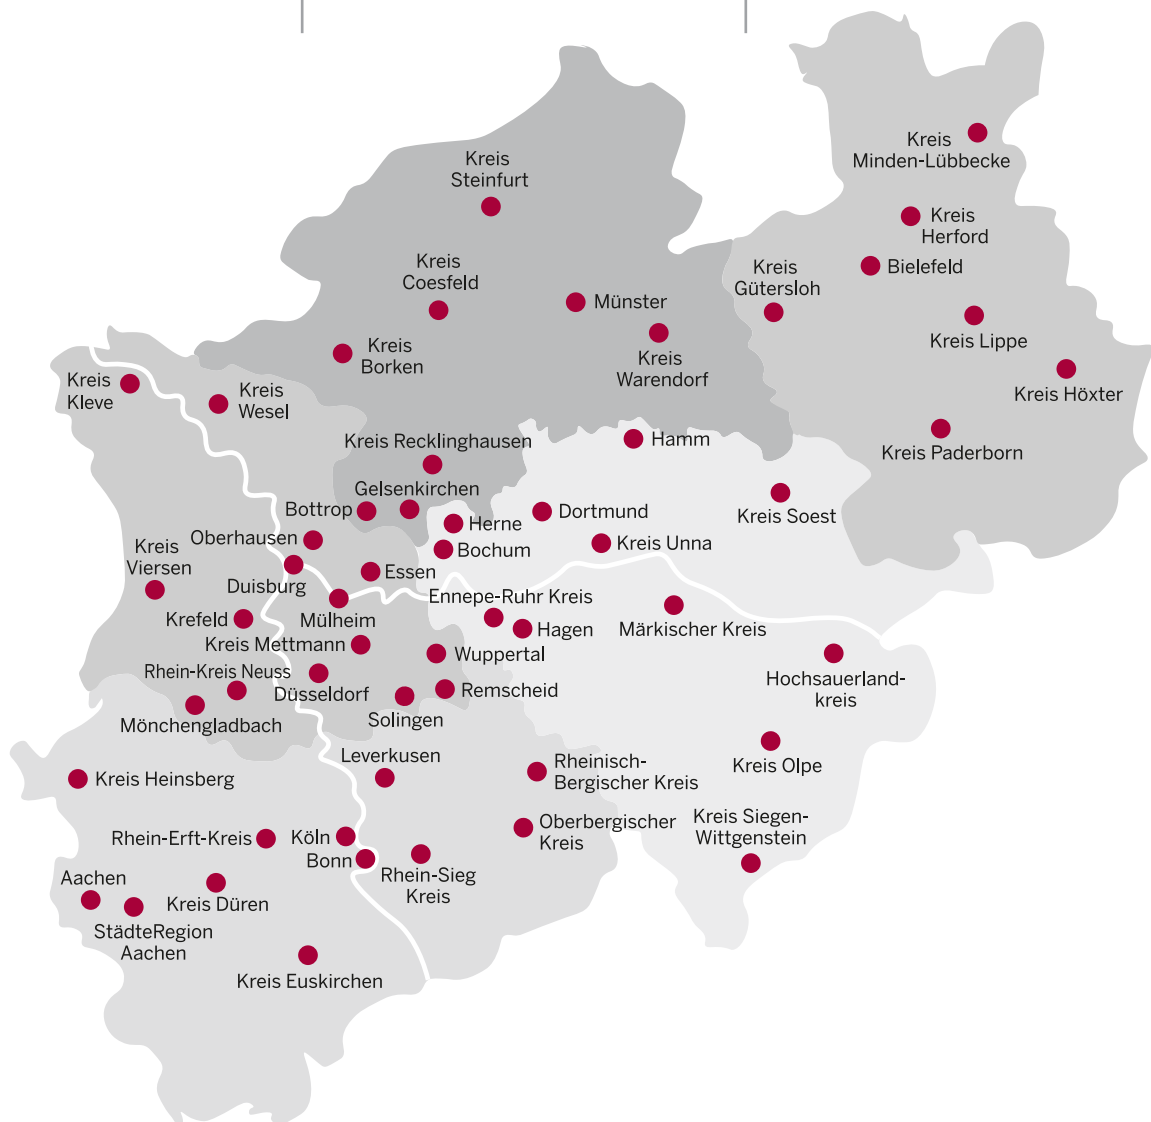 Kreis
Minden-Lübbecke
Kreis
Steinfurt
Kreis
Herford
Kreis
Coesfeld
Kreis
Gütersloh
Bielefeld
Münster
Kreis
Borken
Kreis
Warendorf
Kreis Lippe
Kreis
Kleve
Kreis
Wesel
Kreis Höxter
Kreis Recklinghausen
Hamm
Kreis Paderborn
Gelsenkirchen
Bottrop
Herne
Dortmund
Kreis Soest
Oberhausen
Bochum
Kreis Unna
Kreis
Viersen
Duisburg
Essen
Ennepe-Ruhr Kreis
Krefeld
Mülheim
Hagen
Märkischer Kreis
Kreis Mettmann
Wuppertal
Rhein-Kreis Neuss
Düsseldorf
Remscheid
Hochsauerland-
kreis
Mönchengladbach
Solingen
Leverkusen
Rheinisch-
Bergischer Kreis
Kreis Olpe
Kreis Heinsberg
Rhein-Erft-Kreis
Köln
Oberbergischer
Kreis
Kreis Siegen-
Wittgenstein
Bonn
Rhein-Sieg
Kreis
Aachen
Kreis Düren
StädteRegion
Aachen
Kreis Euskirchen